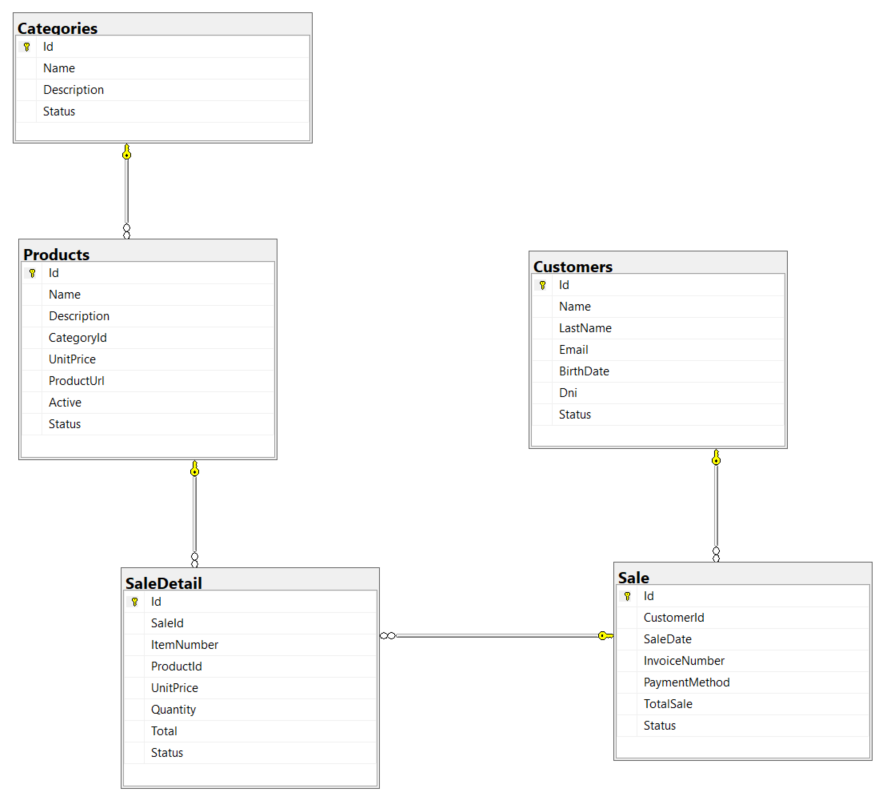 Categories
Id
Name
Description
Status
Products
Id
Name
Description
CategoryId
UnitPrice
ProductUrl
Active
Status
Customers
Id
Name
LastName
Email
BirthDate
Dni
Status
SaleDetail
Id
SaleId
ItemNumber
ProductId
UnitPrice
Quantity
Total
Status
Sale
Id
CustomerId
SaleDate
InvoiceNumber
PaymentMethod
TotalSale
Status